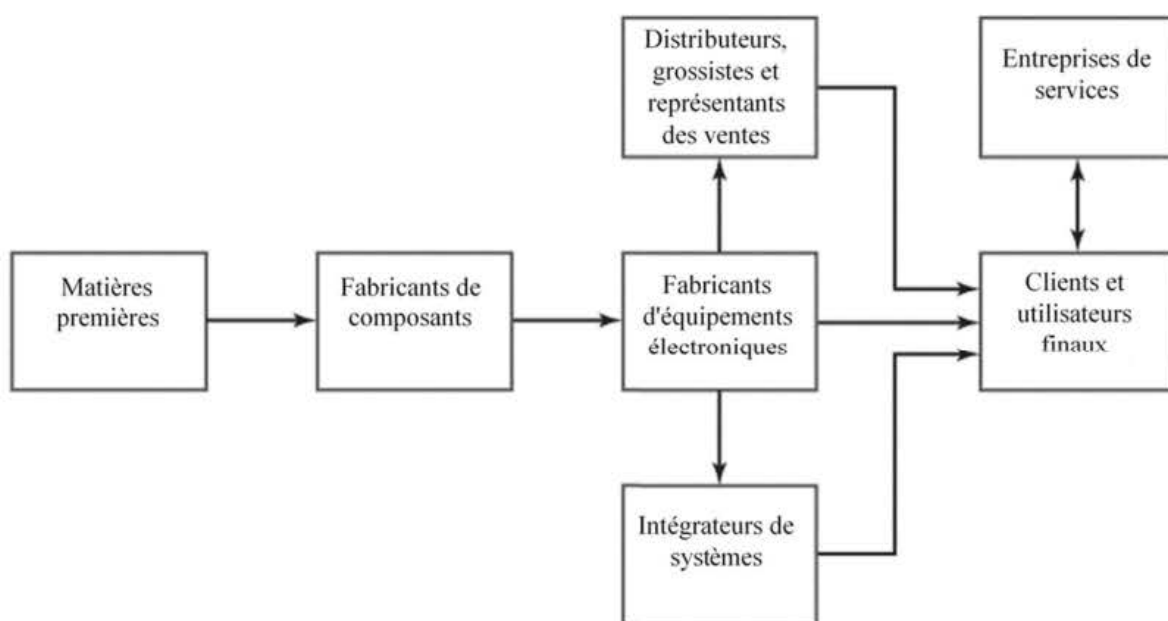 Distributeurs,
grossistes et
représentants
des ventes
Entreprises de
services
Matières
premières
Fabricants de
composants
Fabricants
d'équipements
électroniques
Clients et
utilisateurs
finaux
Intégrateurs de
systèmes